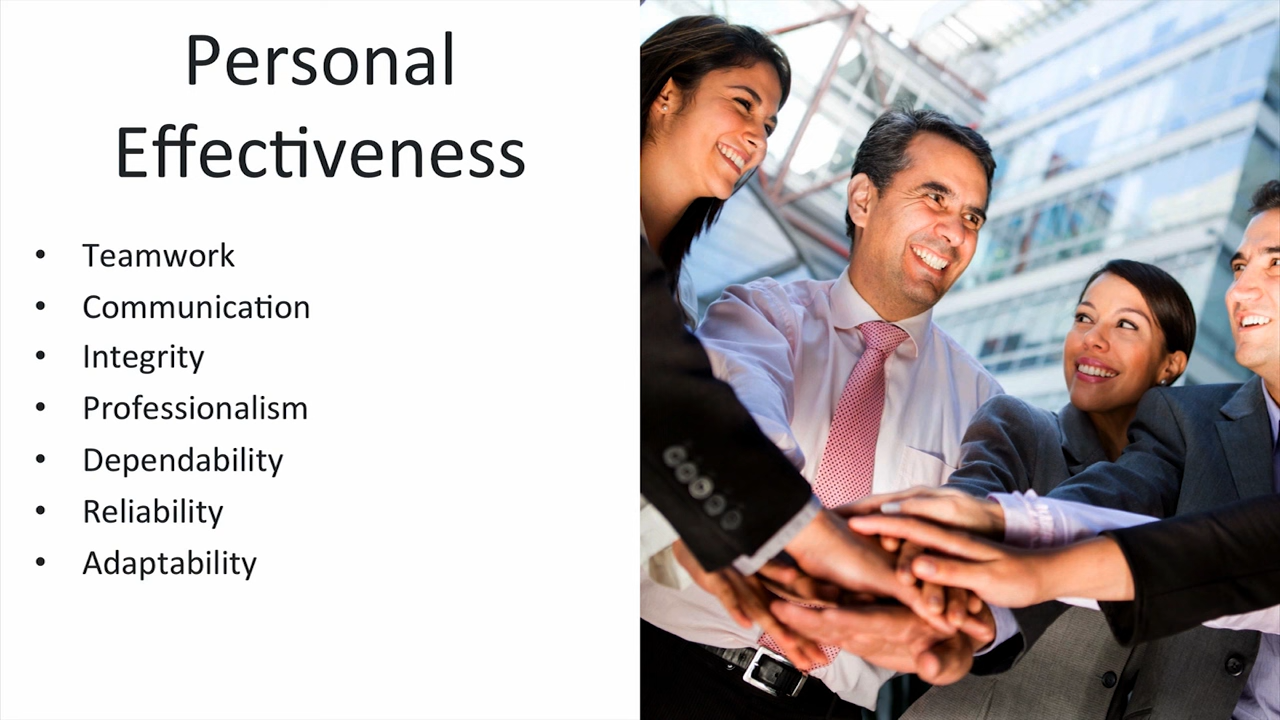 Personal
Effectiveness
• Teamwork
• Communication
• Integrity
• Professionalism
• Dependability
• Reliability
• Adaptability